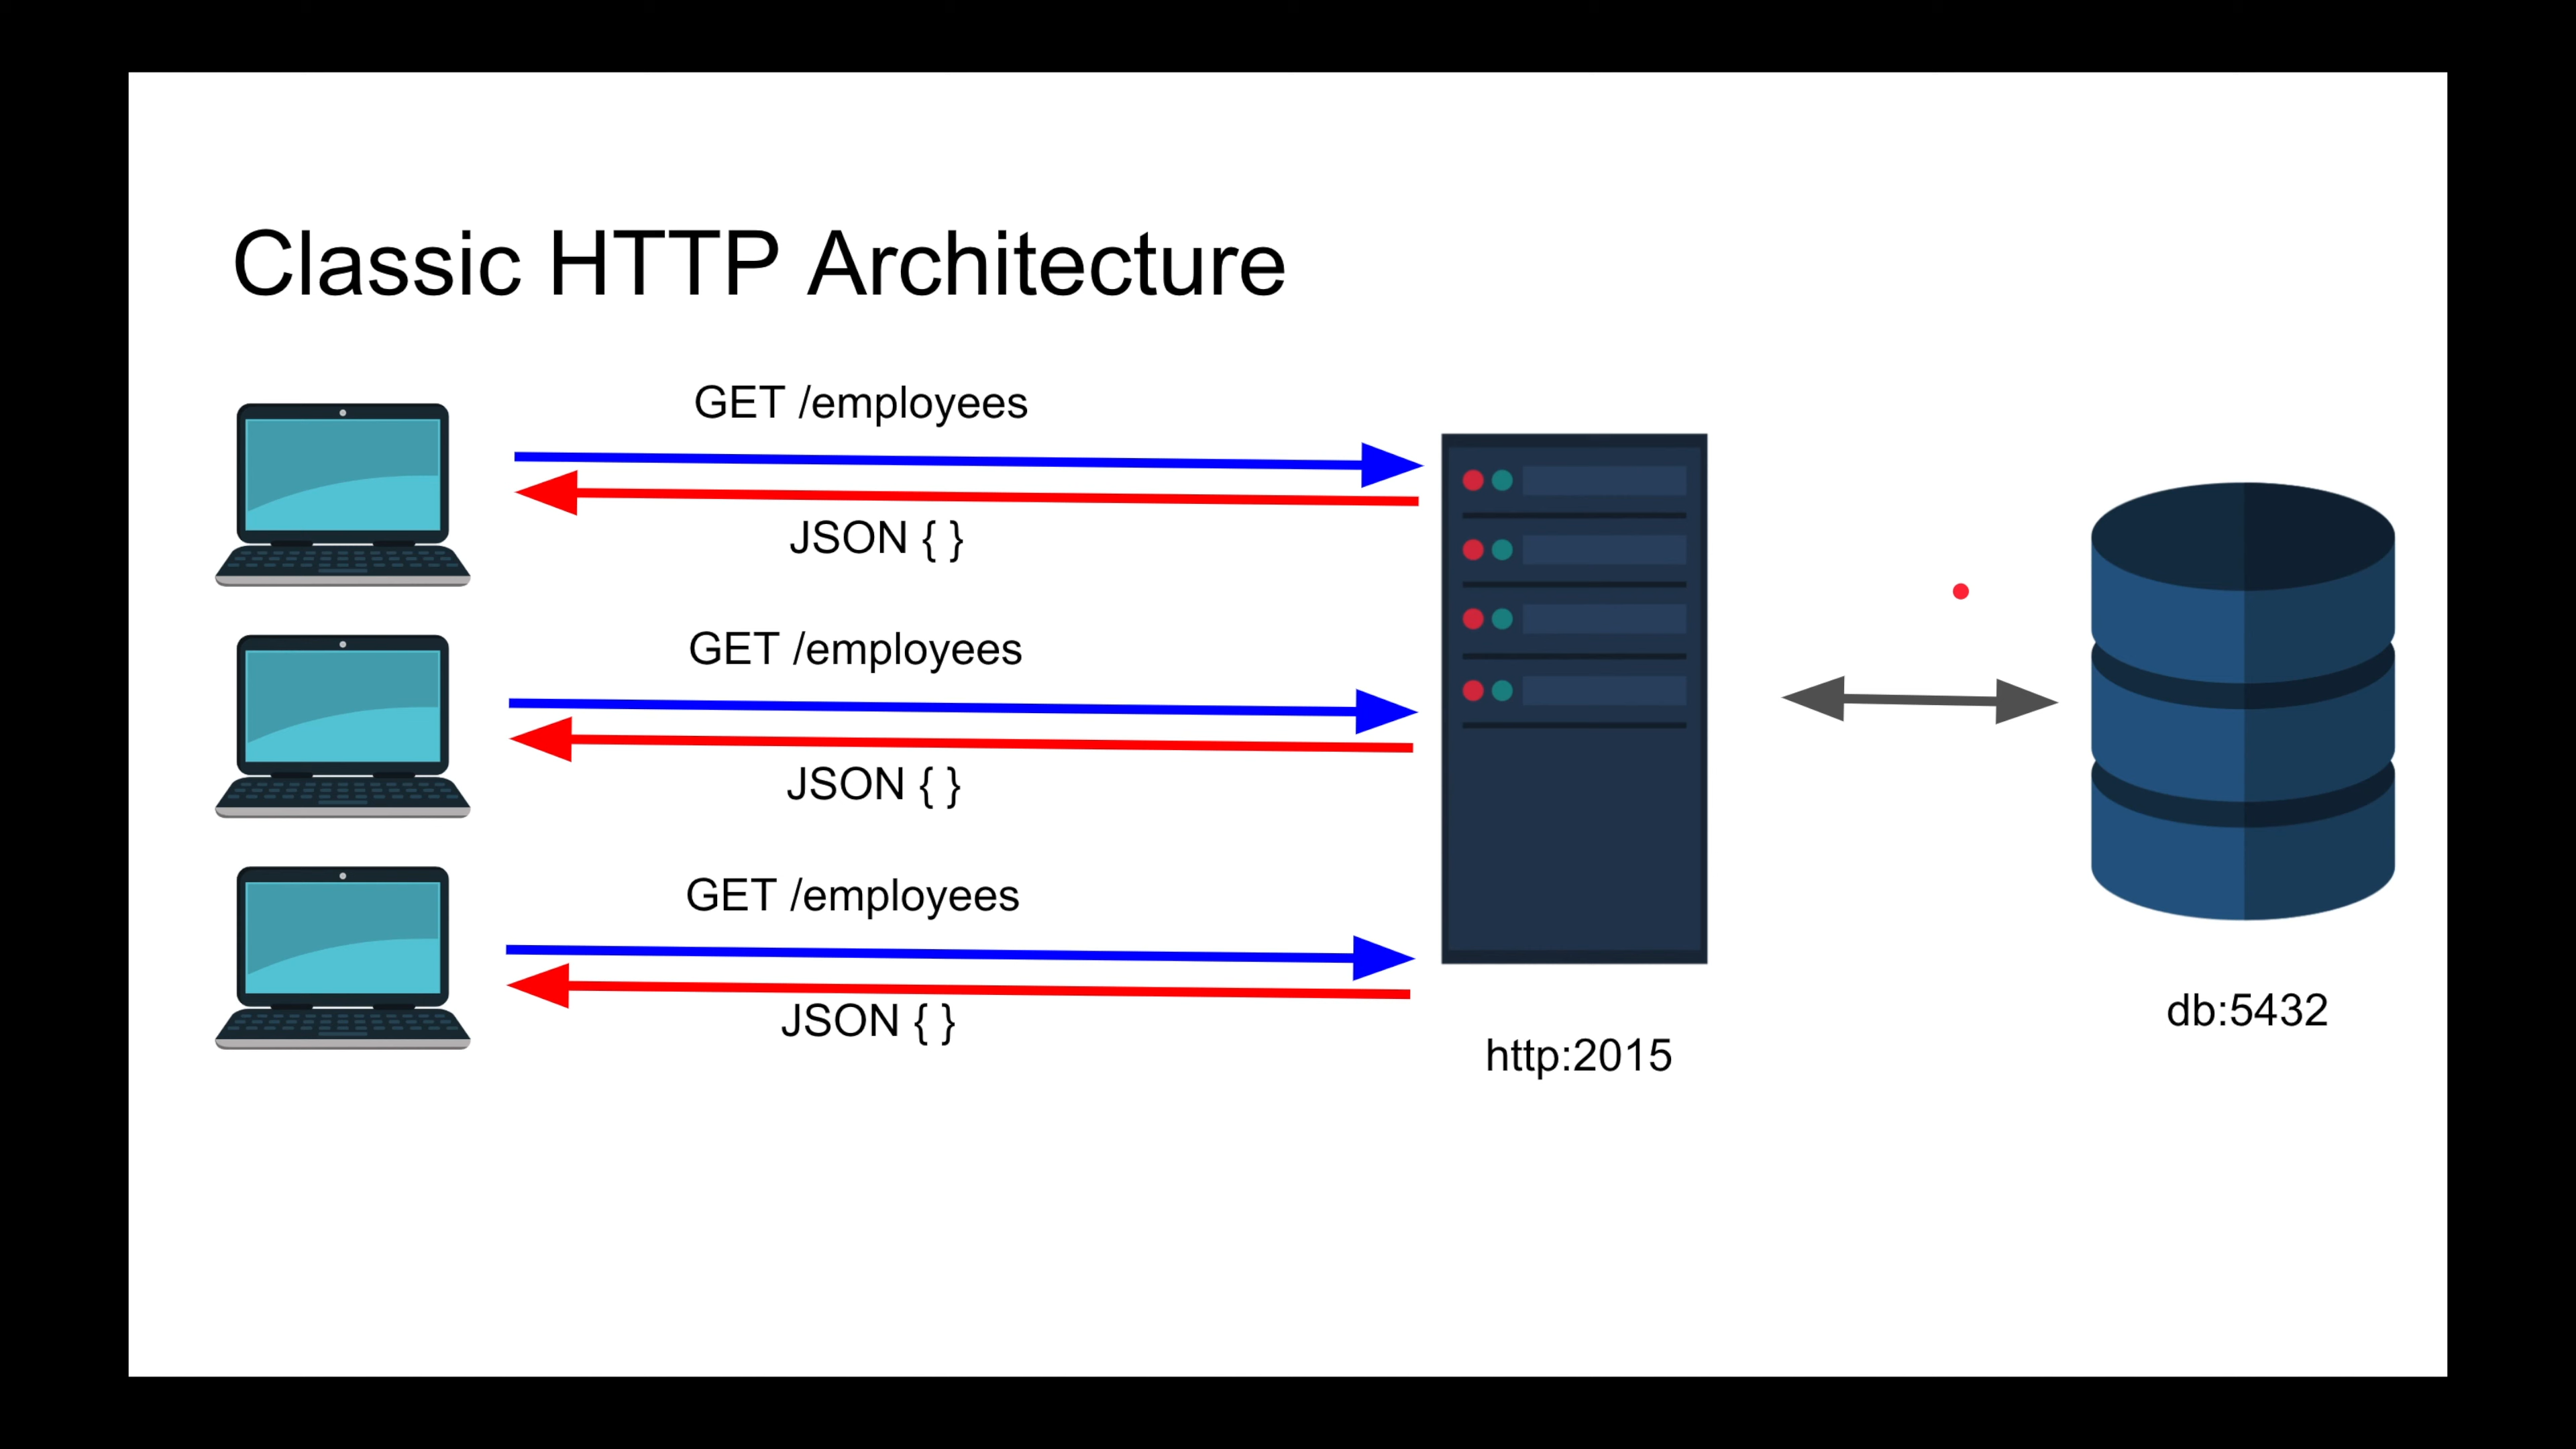 Classic HTTP Architecture
GET /employees
JSON { }
GET /employees
JSON { }
GET /employees
JSON { }
http:2015
db:5432